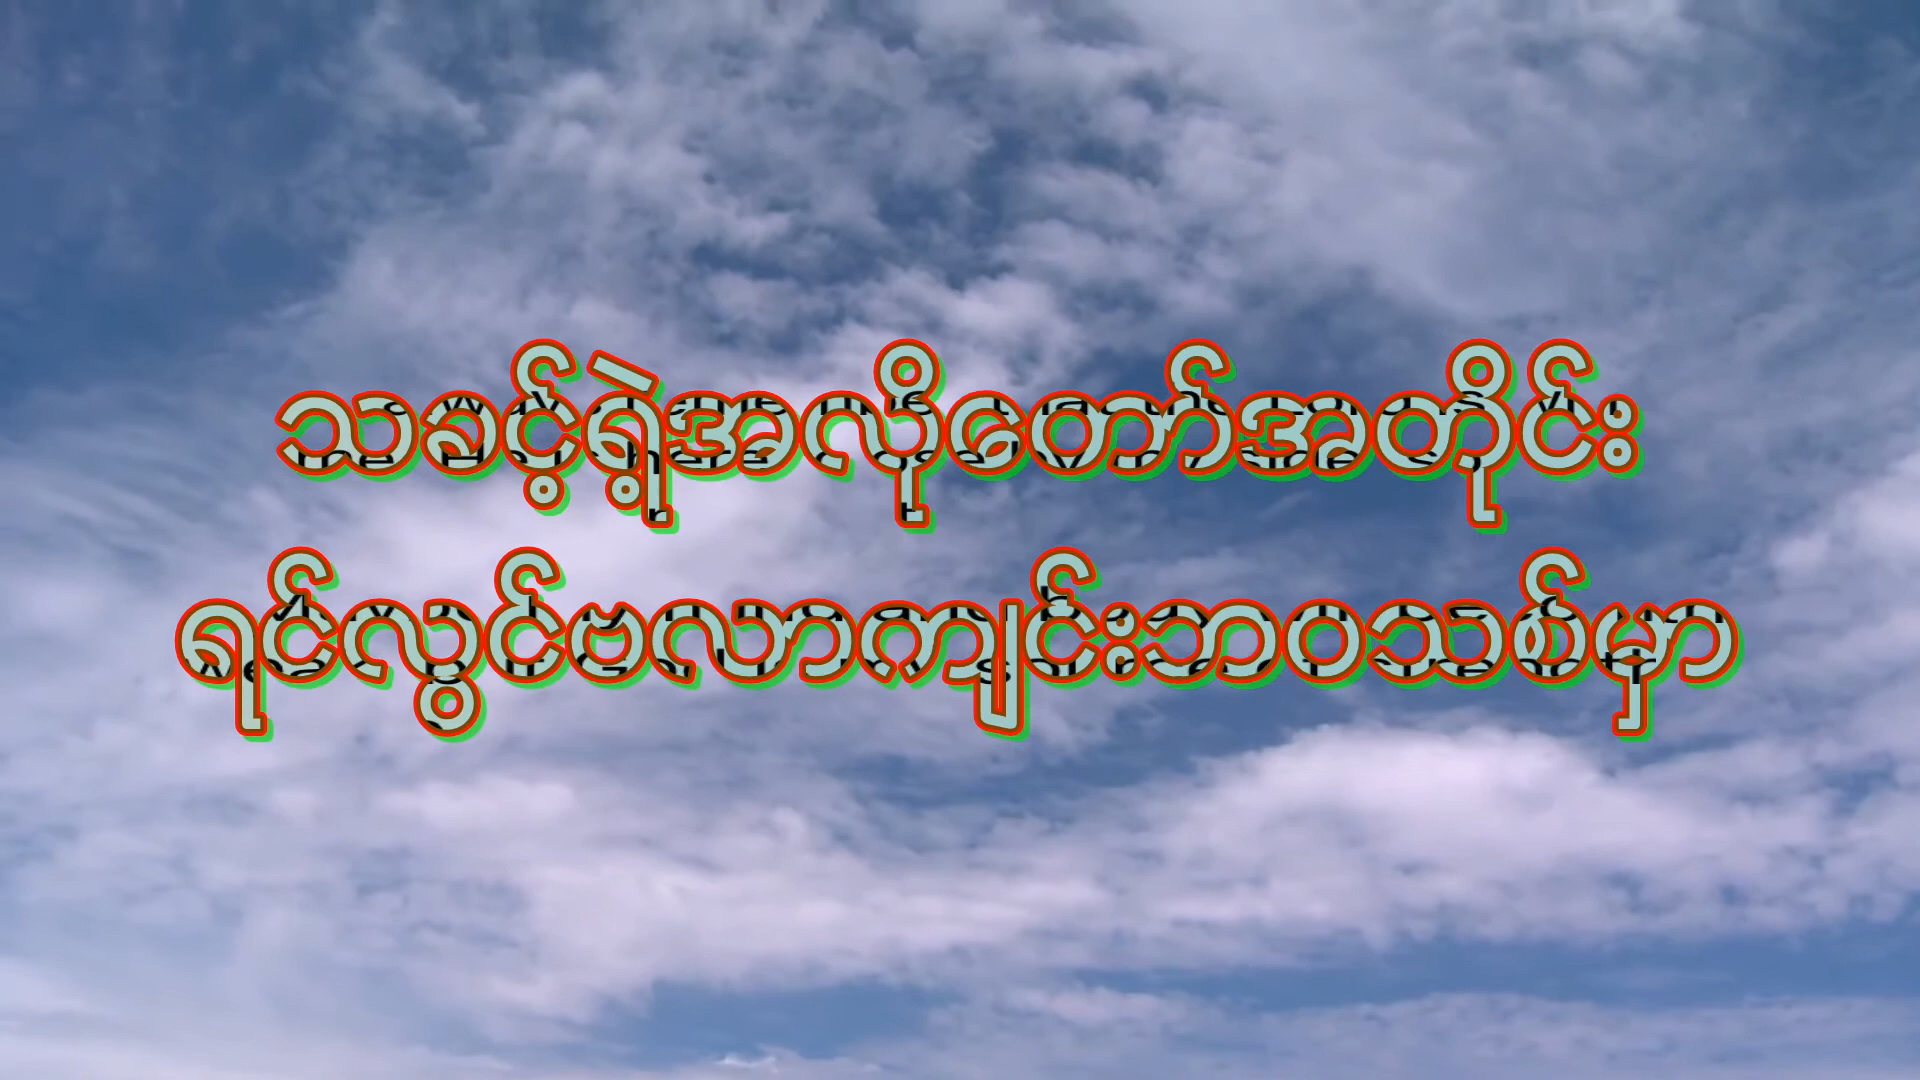 သခင့်ရဲ့အလိုတော်အတိုင်း
ရင်လွင်ဗလာကျင်းဘဝသစ်မှာ